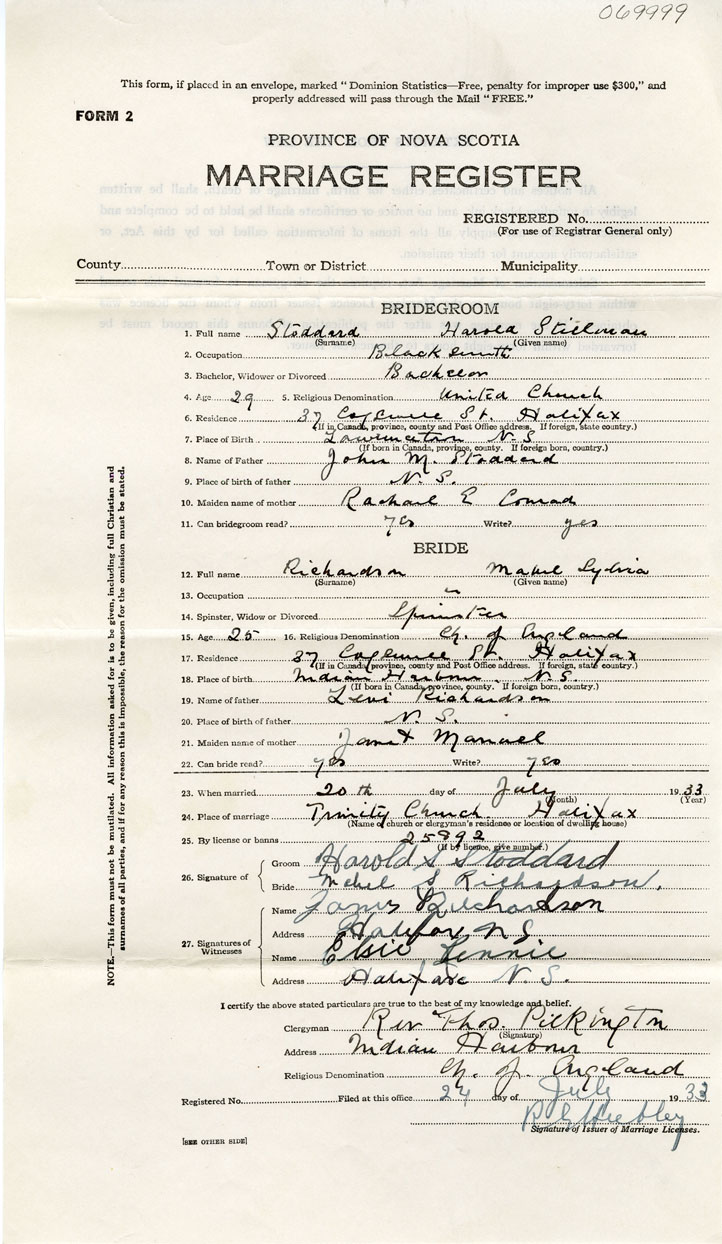 069999
This form, if placed in an envelope, marked "Dominion Statistics—Free, penalty for improper use $300," and
properly addressed will pass through the Mail "FREE."
FORM 2
PROVINCE OF NOVA SCOTIA
MARRIAGE REGISTER
REGISTERED No.
(For use of Registrar General only)
County Town or District Municipality
BRIDEGROOM
1. Full name Stoddard Harold Stillman
(Surname) (Given name)
2. Occupation Blacksmith
3. Bachelor, Widower or Divorced Bachelor
4. Age 29 5. Religious Denomination United Church
6. Residence 37 Cogswell St. Halifax
(If in Canada, province, county and Post Office address. If foreign, state country.)
7. Place of Birth Lawrencetown N. S
(If born in Canada, province, county. If foreign born, country.)
8. Name of Father John M. Stoddard
9. Place of birth of father N. S.
10. Maiden name of mother Rachael E Conrad
11. Can bridegroom read? yes Write? yes
BRIDE
12. Full name Richardson Mabel Sylvia
(Surname) (Given name)
13. Occupation
14. Spinster, Widow or Divorced Spinster
15. Age 25 16. Religious Denomination Ch. of England
17. Residence 37 Cogswell St. Halifax
(If in Canada, province, county and Post Office address. If foreign, state country.)
18. Place of birth Indian Harbour. N. S.
(If born in Canada, province, county. If foreign born, country.)
19. Name of father Levi Richardson
20. Place of birth of father N. S.
21. Maiden name of mother Janet Manuel
22. Can bride read? yes Write? yes
23. When married 20 th day of July 1933
(Month) (Year)
24. Place of marriage Trinity Church Halifax
(Name of church or clergyman's residence or location of dwelling house)
25. By license or banns 25892
(If by licence, give number.)
26. Signature of Groom Harold S Stoddard
Bride Mabel S Richardson.
27. Signatures of Witnesses Name James Richardson
Address Halifax N S
Name Elsie Rennie
Address Halifax N. S.
I certify the above stated particulars are true to the best of my knowledge and belief.
Clergyman Rev Thos. Pilkington
(Signature)
Address Indian Harbour
Religious Denomination Ch. of England
Registered No. Filed at this office 24 day of July 1933
Signature of Issuer of Marriage Licenses.
[SEE OTHER SIDE]
NOTE.—This form must not be mutilated. All information asked for is to be given, including full Christian and
surnames of all parties, and if for any reason this is impossible, the reason for the omission must be stated.